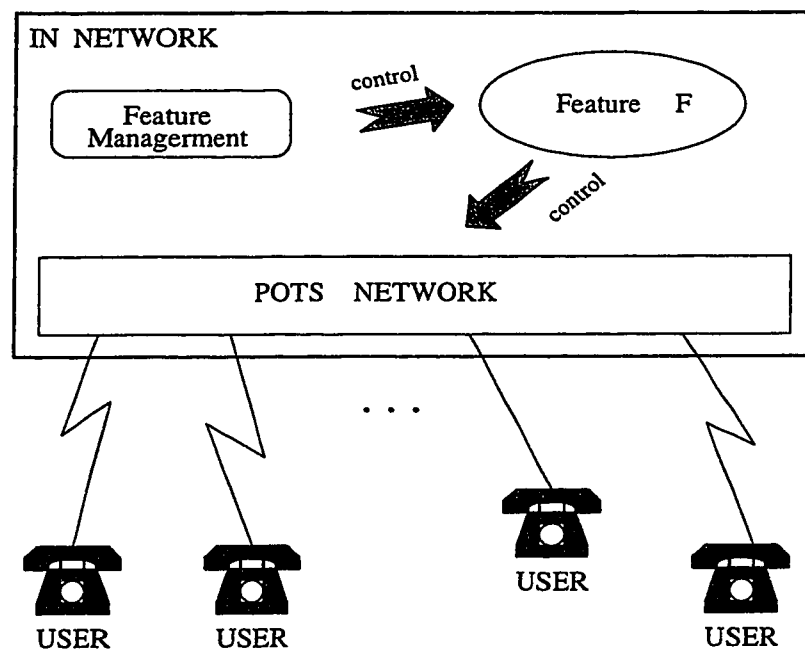 IN NETWORK
Feature
Managerment
control
Feature F
control
POTS NETWORK
. . .
USER
USER
USER
USER